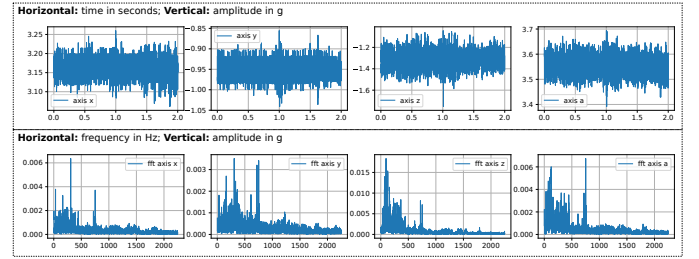 Horizontal: time in seconds; Vertical: amplitude in g
3.25
3.20
3.15
3.10
0.0 0.5 1.0 1.5 2.0
axis x
−0.85
−0.90
−0.95
−1.00
−1.05
0.0 0.5 1.0 1.5 2.0
axis y
−1.2
−1.4
−1.6
0.0 0.5 1.0 1.5 2.0
axis z
3.7
3.6
3.5
3.4
0.0 0.5 1.0 1.5 2.0
axis a
Horizontal: frequency in Hz; Vertical: amplitude in g
0.006
0.004
0.002
0.000
0 500 1000 1500 2000
fft axis x
0.003
0.002
0.001
0.000
0 500 1000 1500 2000
fft axis y
0.015
0.010
0.005
0.000
0 500 1000 1500 2000
fft axis z
0.006
0.004
0.002
0.000
0 500 1000 1500 2000
fft axis a